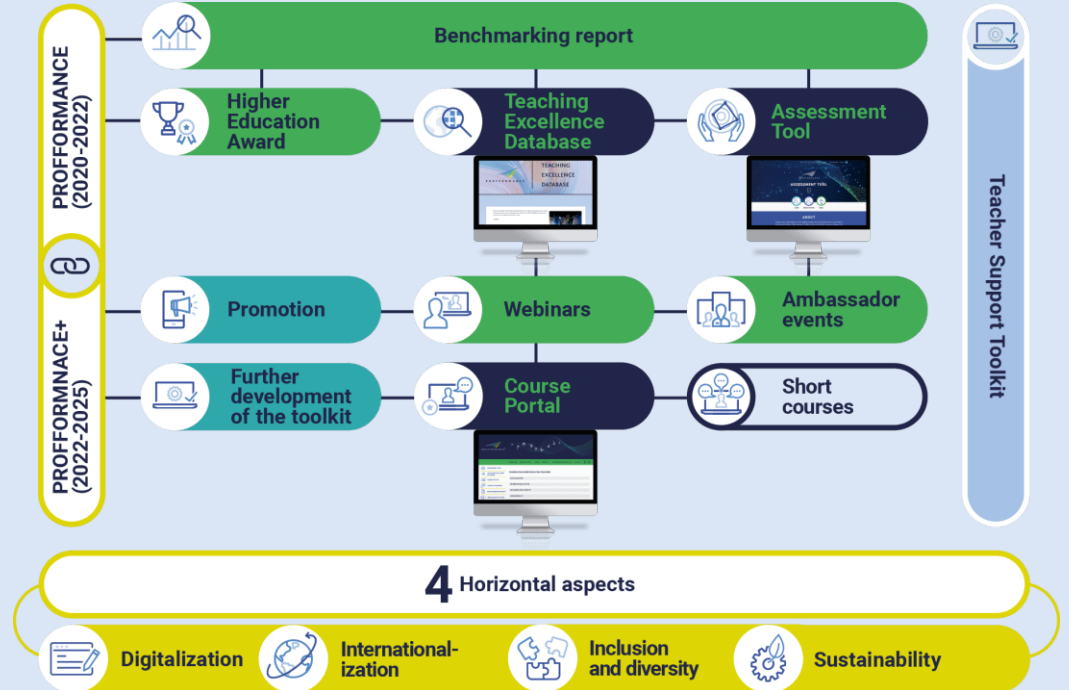 PROFFORMANCE
(2020-2022)
Benchmarking report
Higher
Education
Award
Teaching
Excellence
Database
Assessment
Tool
TEACHING
EXCELLENCE
DATABASE
ASSESSMENT TOOL
ABOUT
Teacher Support Toolkit
PROFFORMNACE+
(2022-2025)
Promotion
Webinars
Ambassador
events
Further
development
of the toolkit
Course
Portal
Short
courses
4 Horizontal aspects
Digitalization
International-
ization
Inclusion
and diversity
Sustainability